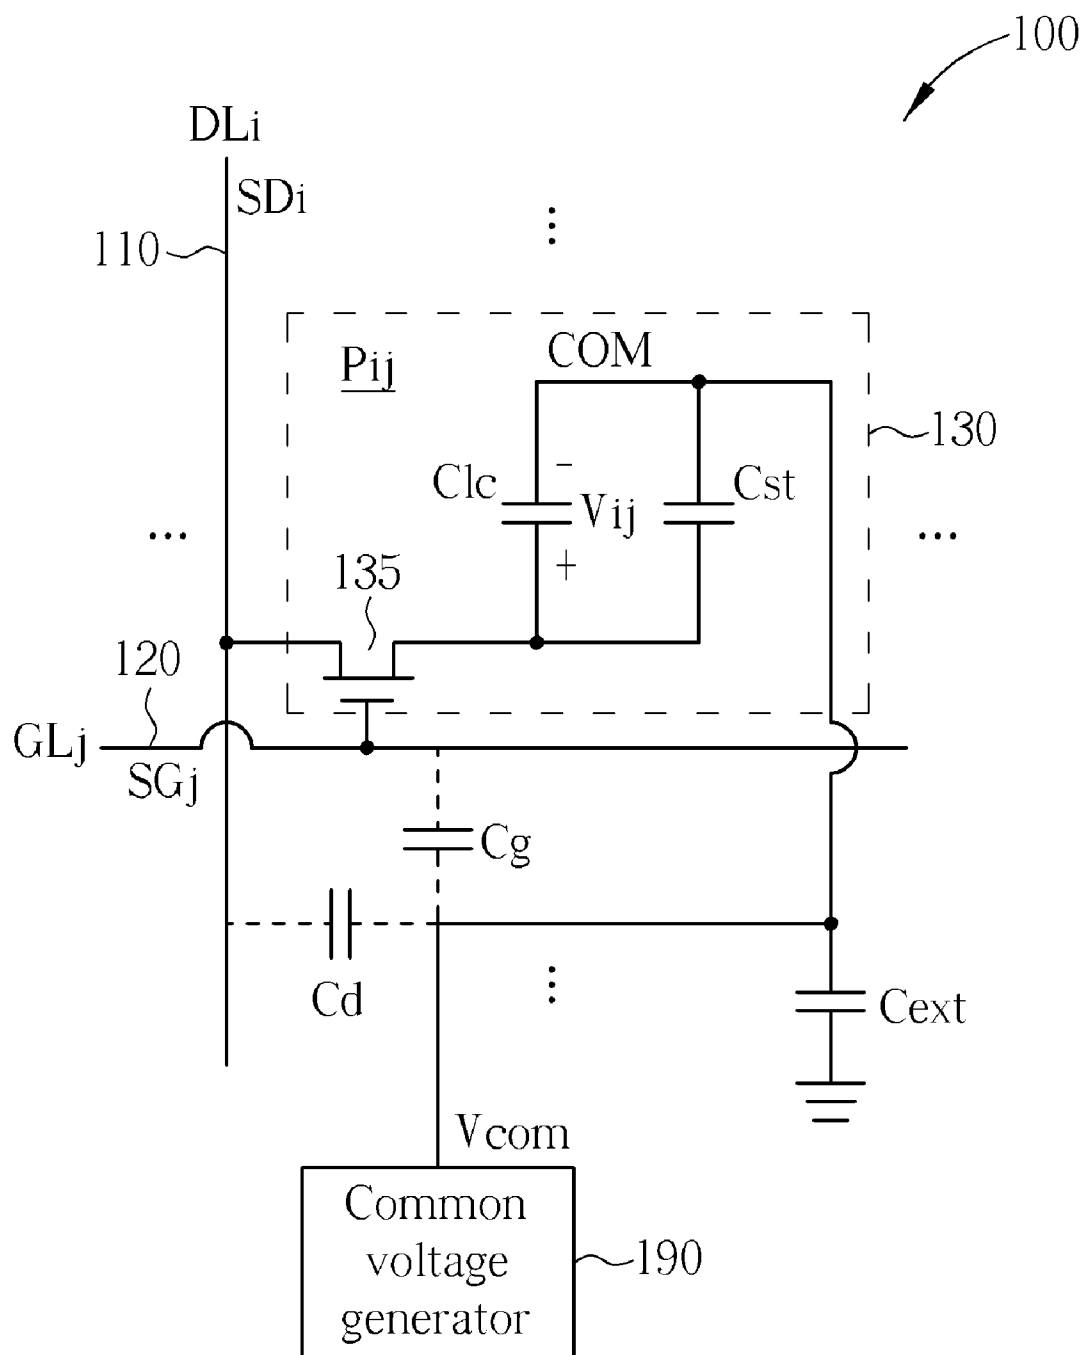 100
DLi
SDi
110
Pij
COM
130
Clc
-
Vij
+
Cst
135
120
GLj
SGj
Cg
Cd
Cext
Vcom
Common
voltage
generator
190